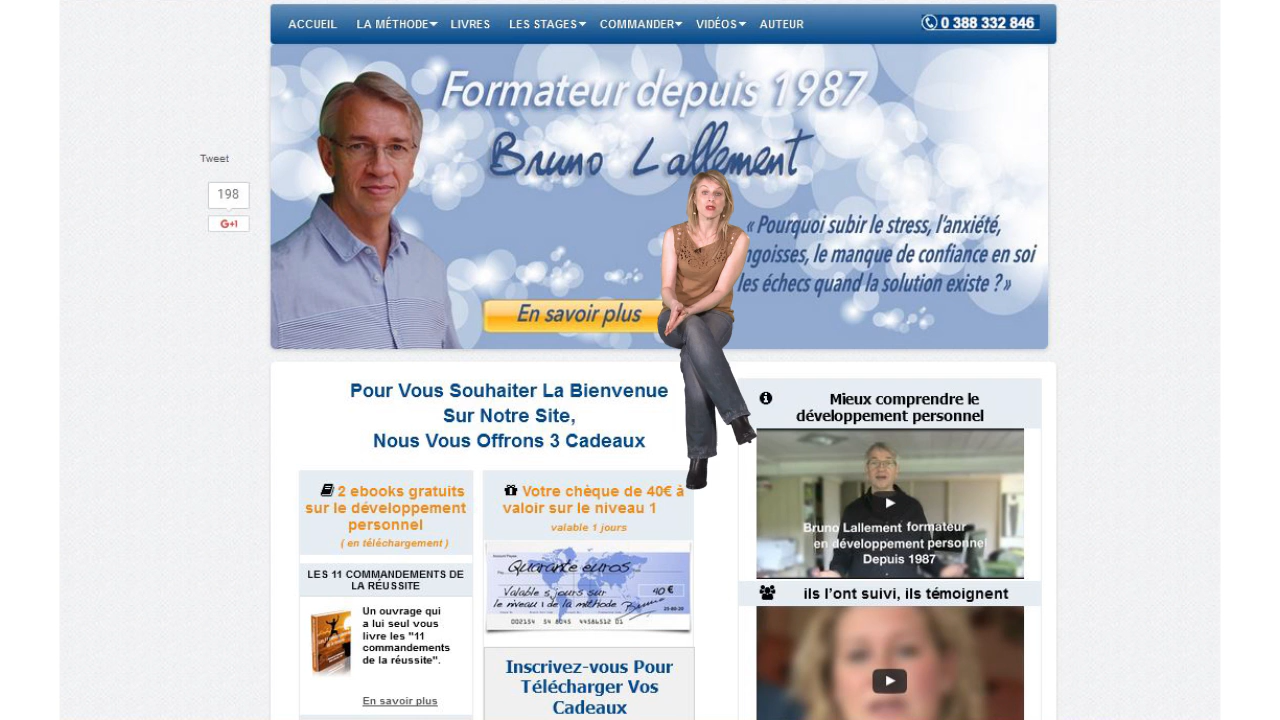 ACCUEIL LA MÉTHODE LIVRES LES STAGES COMMANDER VIDÉOS AUTEUR 0 388 332 846
Formateur depuis 1987
Bruno Lallement
Tweet
198
G+1
« Pourquoi subir le stress, l'anxiété,
ngoisses, le manque de confiance en soi
les échecs quand la solution existe ? »
En savoir plus
Pour Vous Souhaiter La Bienvenue
Sur Notre Site,
Nous Vous Offrons 3 Cadeaux
2 ebooks gratuits
sur le développement
personnel
( en téléchargement )
LES 11 COMMANDEMENTS DE
LA RÉUSSITE
Un ouvrage qui
a lui seul vous
livre les "11
commandements
de la réussite".
En savoir plus
Votre chèque de 40€ à
valoir sur le niveau 1
valable 1 jours
Quarante euros
Valable 5 jours sur
40 €
le niveau 1 de la méthode
Bruno
Inscrivez-vous Pour
Télécharger Vos
Cadeaux
Mieux comprendre le
développement personnel
Bruno Lallement formateur
en développement personnel
Depuis 1987
ils l'ont suivi, ils témoignent